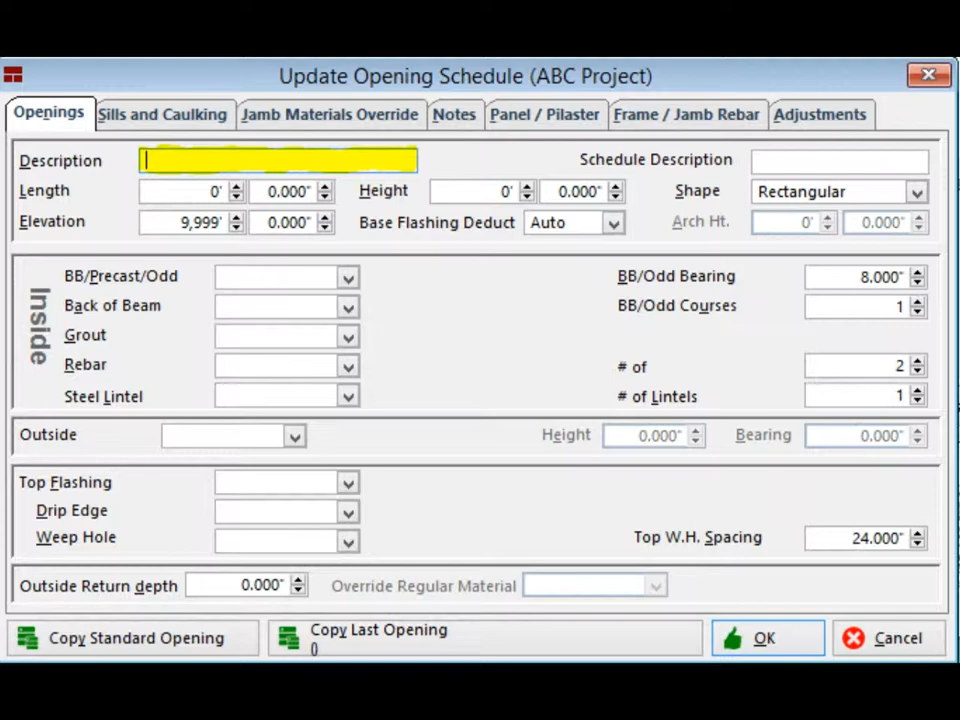 Update Opening Schedule (ABC Project)
Openings Sills and Caulking Jamb Materials Override Notes Panel / Pilaster Frame / Jamb Rebar Adjustments
Description Schedule Description
Length 0' 0.000" Height 0' 0.000" Shape Rectangular
Elevation 9,999' 0.000" Base Flashing Deduct Auto Arch Ht. 0' 0.000"
Inside
BB/Precast/Odd BB/Odd Bearing 8.000"
Back of Beam BB/Odd Courses 1
Grout
Rebar # of 2
Steel Lintel # of Lintels 1
Outside Height 0.000" Bearing 0.000"
Top Flashing
Drip Edge
Weep Hole Top W.H. Spacing 24.000"
Outside Return depth 0.000" Override Regular Material
Copy Standard Opening Copy Last Opening OK Cancel
()